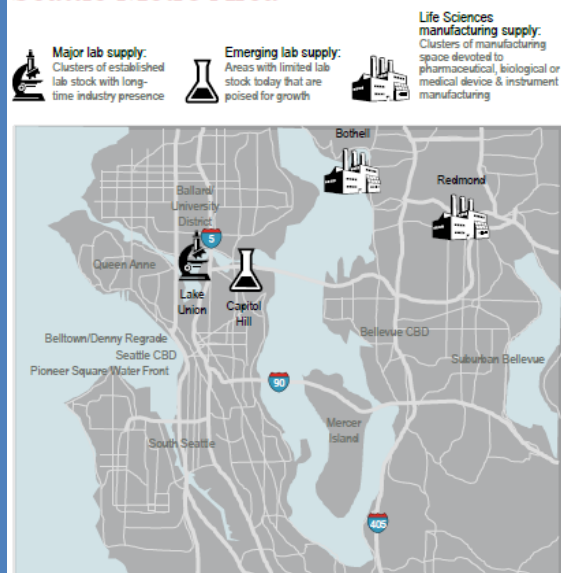 Major lab supply:
Clusters of established
lab stock with long-
time industry presence
Emerging lab supply:
Areas with limited lab
stock today that are
poised for growth
Life Sciences
manufacturing supply:
Clusters of manufacturing
space devoted to
pharmaceutical, biological or
medical device & instrument
manufacturing
Bothell
Redmond
Ballard/
University
District
5
Queen Anne
Lake
Union
Capitol
Hill
Belltown/Denny Regrade
Seattle CBD
Pioneer Square Water Front
Bellevue CBD
Suburban Bellevue
90
Mercer
Island
South Seattle
405